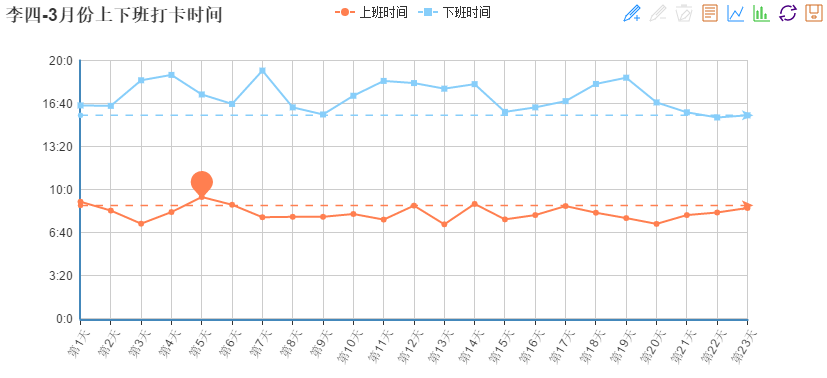 李四-3月份上下班打卡时间
上班时间
下班时间
20:0
16:40
13:20
10:0
6:40
3:20
0:0
第1天
第2天
第3天
第4天
第5天
第6天
第7天
第8天
第9天
第10天
第11天
第12天
第13天
第14天
第15天
第16天
第17天
第18天
第19天
第20天
第21天
第22天
第23天